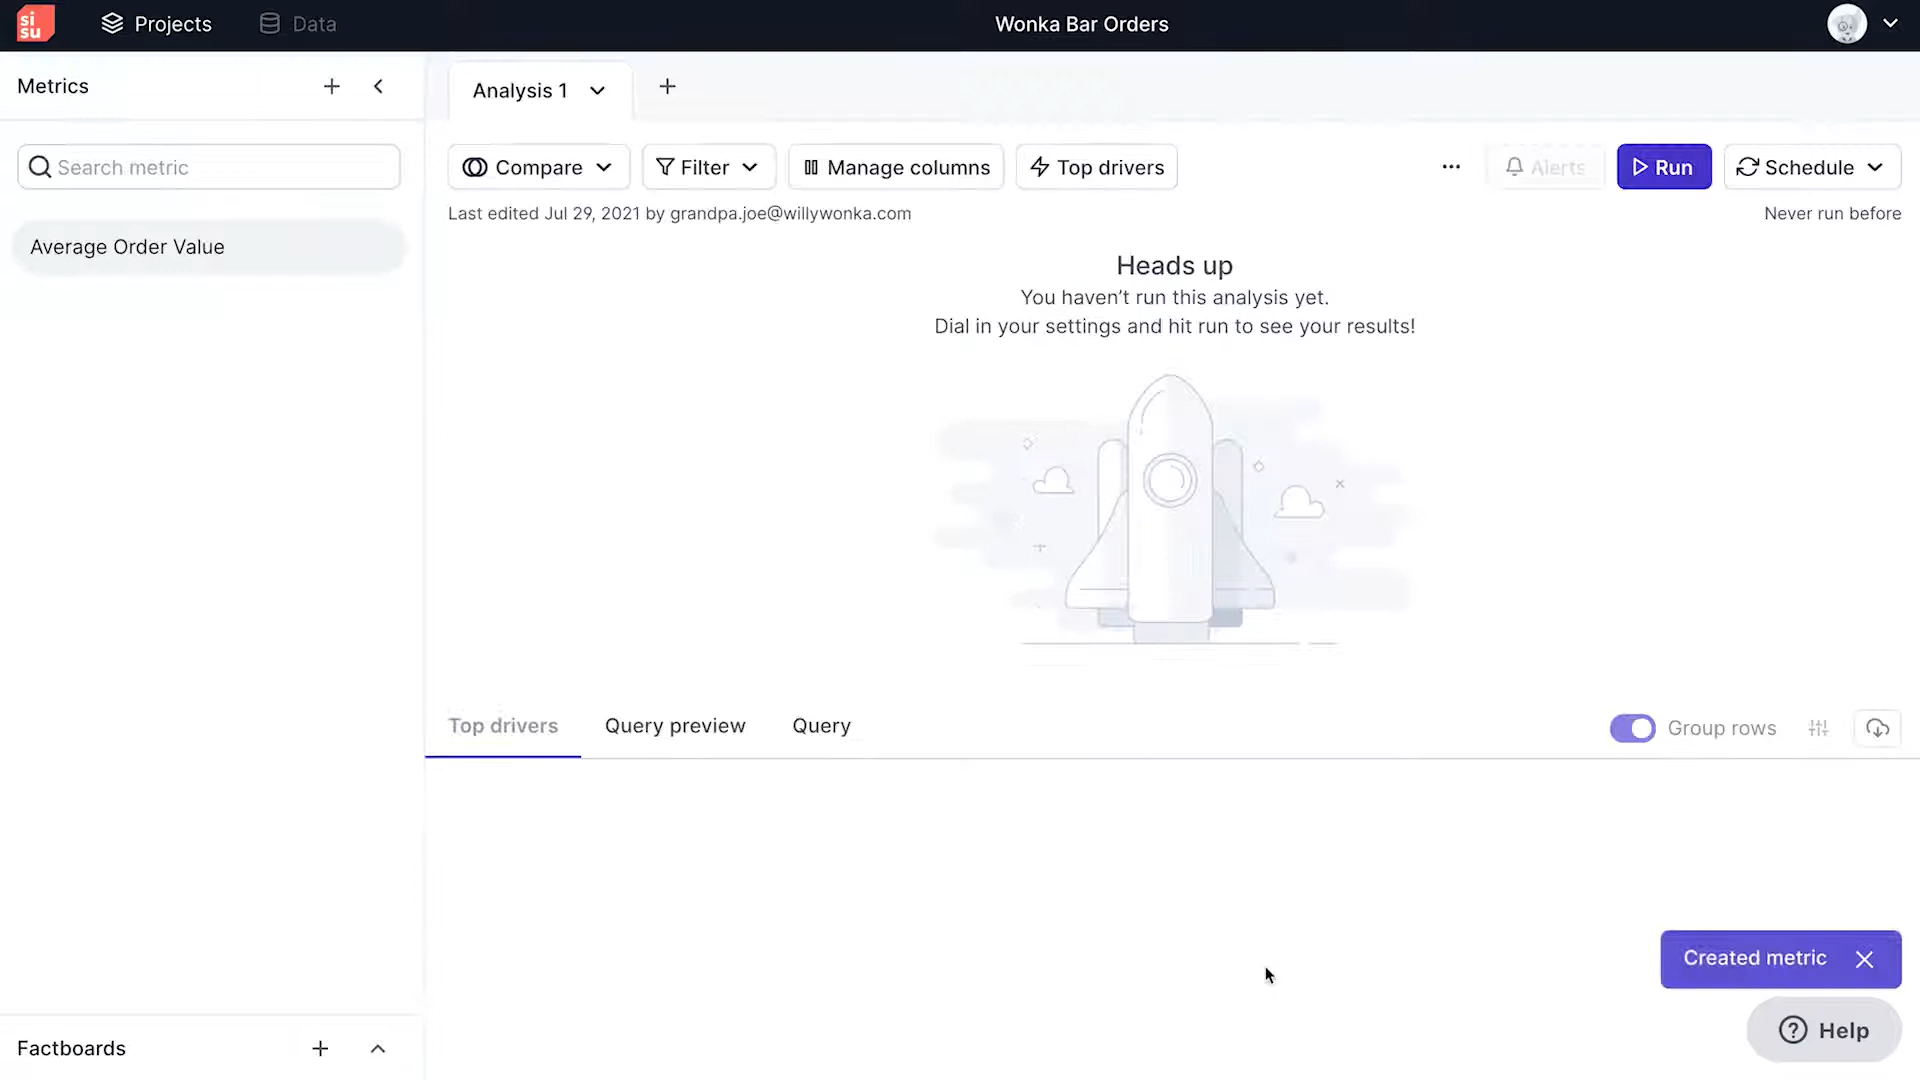 si
su
Projects
Data
Wonka Bar Orders
Metrics
Analysis 1
Search metric
Compare
Filter
Manage columns
Top drivers
Alerts
Run
Schedule
Last edited Jul 29, 2021 by grandpa.joe@willywonka.com
Never run before
Average Order Value
Heads up
You haven't run this analysis yet.
Dial in your settings and hit run to see your results!
Top drivers
Query preview
Query
Group rows
Created metric
Factboards
Help